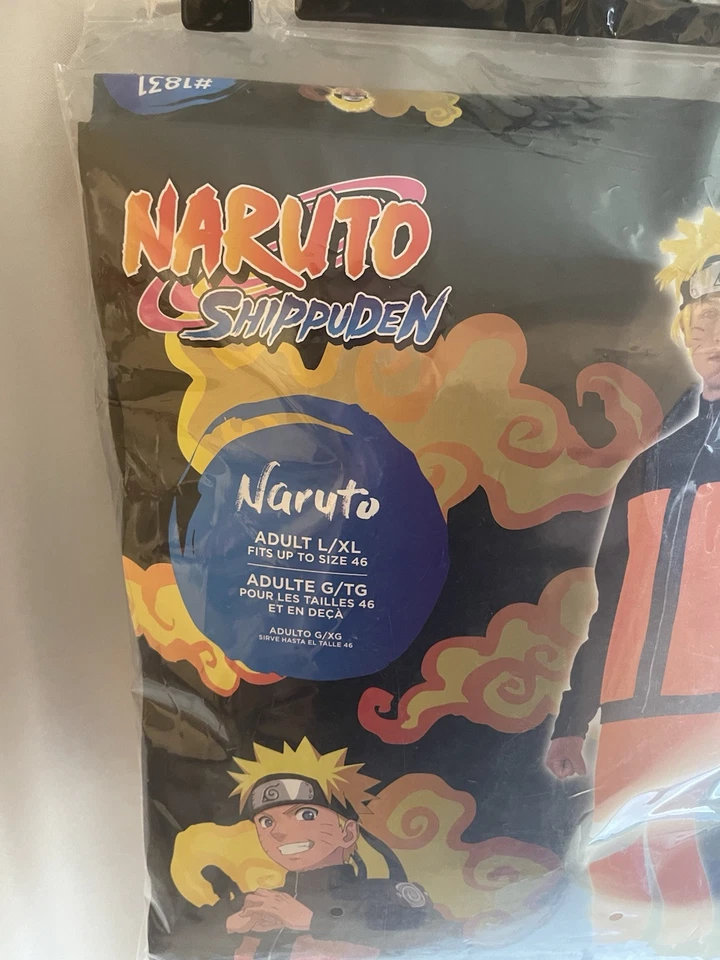 #1831
NARUTO
SHIPPUDEN
Naruto
ADULT L/XL
FITS UP TO SIZE 46
ADULTE G/TG
POUR LES TAILLES 46
ET EN DEÇÀ
ADULTO G/XG
SIRVE HASTA EL TALLE 46